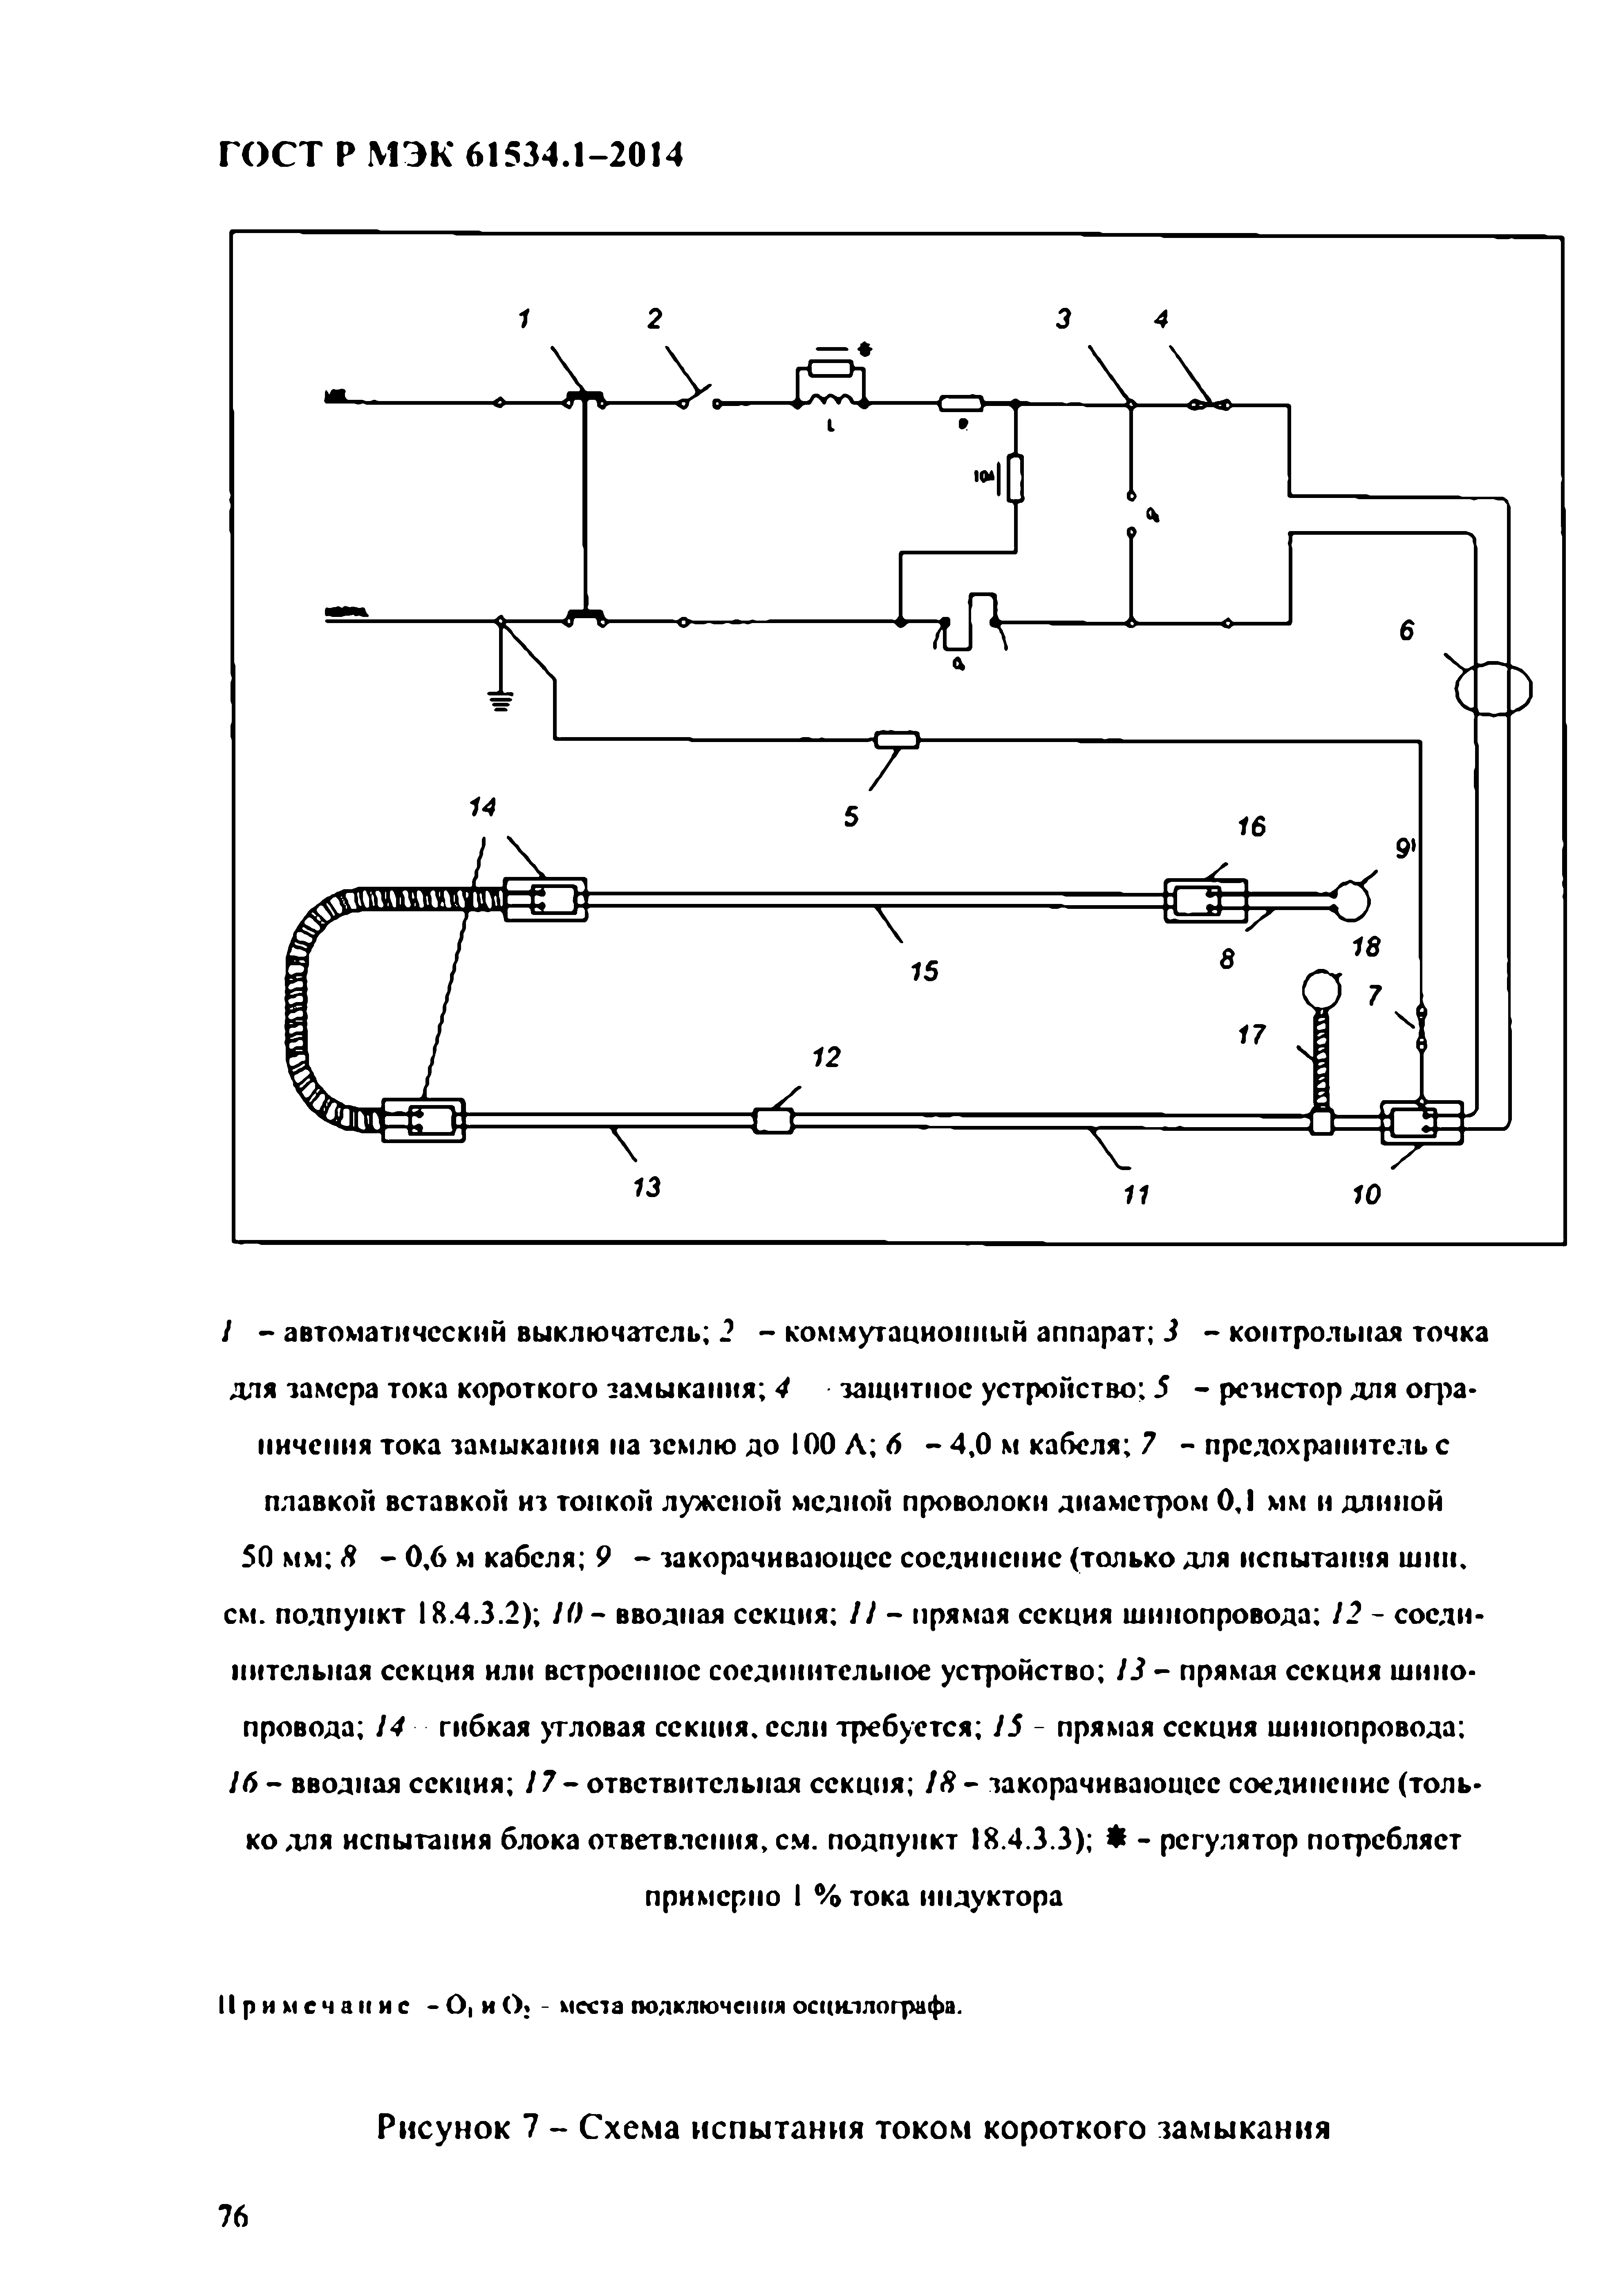 ГОСТ Р МЭК 61534.1–2014
1 2 3 4
*
L
6
5
14
16
9
15
8
18
7
17
12
13
11
10
1 – автоматический выключатель; 2 – коммутационный аппарат; 3 – контрольная точка
для замера тока короткого замыкания; 4 защитное устройство; 5 – резистор для огра-
ничения тока замыкания на землю до 100 А; 6 – 4,0 м кабеля; 7 – предохранитель с
плавкой вставкой из тонкой луженой медной проволоки диаметром 0,1 мм и длиной
50 мм; 8 – 0,6 м кабеля; 9 – закорачивающее соединение (только для испытания шин,
см. подпункт 18.4.3.2); 10 – вводная секция; 11 – прямая секция шинопровода; 12 – соеди-
нительная секция или встроенное соединительное устройство; 13 – прямая секция шино-
провода; 14 – гибкая угловая секция, если требуется; 15 – прямая секция шинопровода;
16 – вводная секция; 17 – ответвительная секция; 18 – закорачивающее соединение (толь-
ко для испытания блока ответвления, см. подпункт 18.4.3.3); * – регулятор потребляет
примерно 1 % тока индуктора
Примечание – O₁ и O₂ – места подключения осциллографа.
Рисунок 7 – Схема испытания током короткого замыкания
76